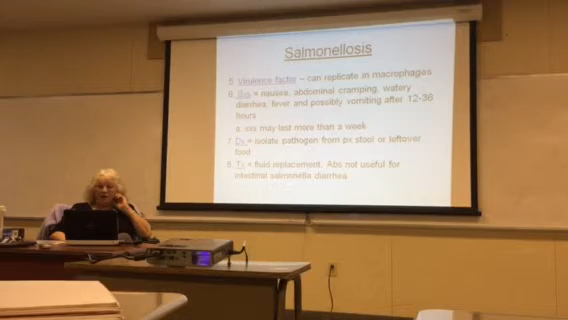 Salmonellosis
5. Virulence factor – can replicate in macrophages
6. Sxs = nausea, abdominal cramping, watery
diarrhea, fever and possibly vomiting after 12-36
hours
a. sxs may last more than a week
7. Dx = isolate pathogen from px stool or leftover
food
8. Tx = fluid replacement. Abs not useful for
intestinal salmonella diarrhea